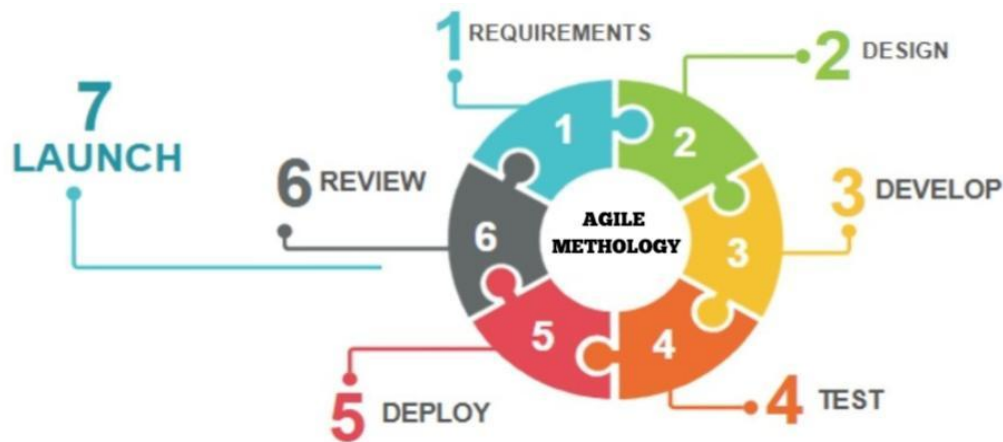 1 REQUIREMENTS
2 DESIGN
3 DEVELOP
4 TEST
5 DEPLOY
6 REVIEW
7
LAUNCH
1
2
3
4
5
6
AGILE
METHOLOGY